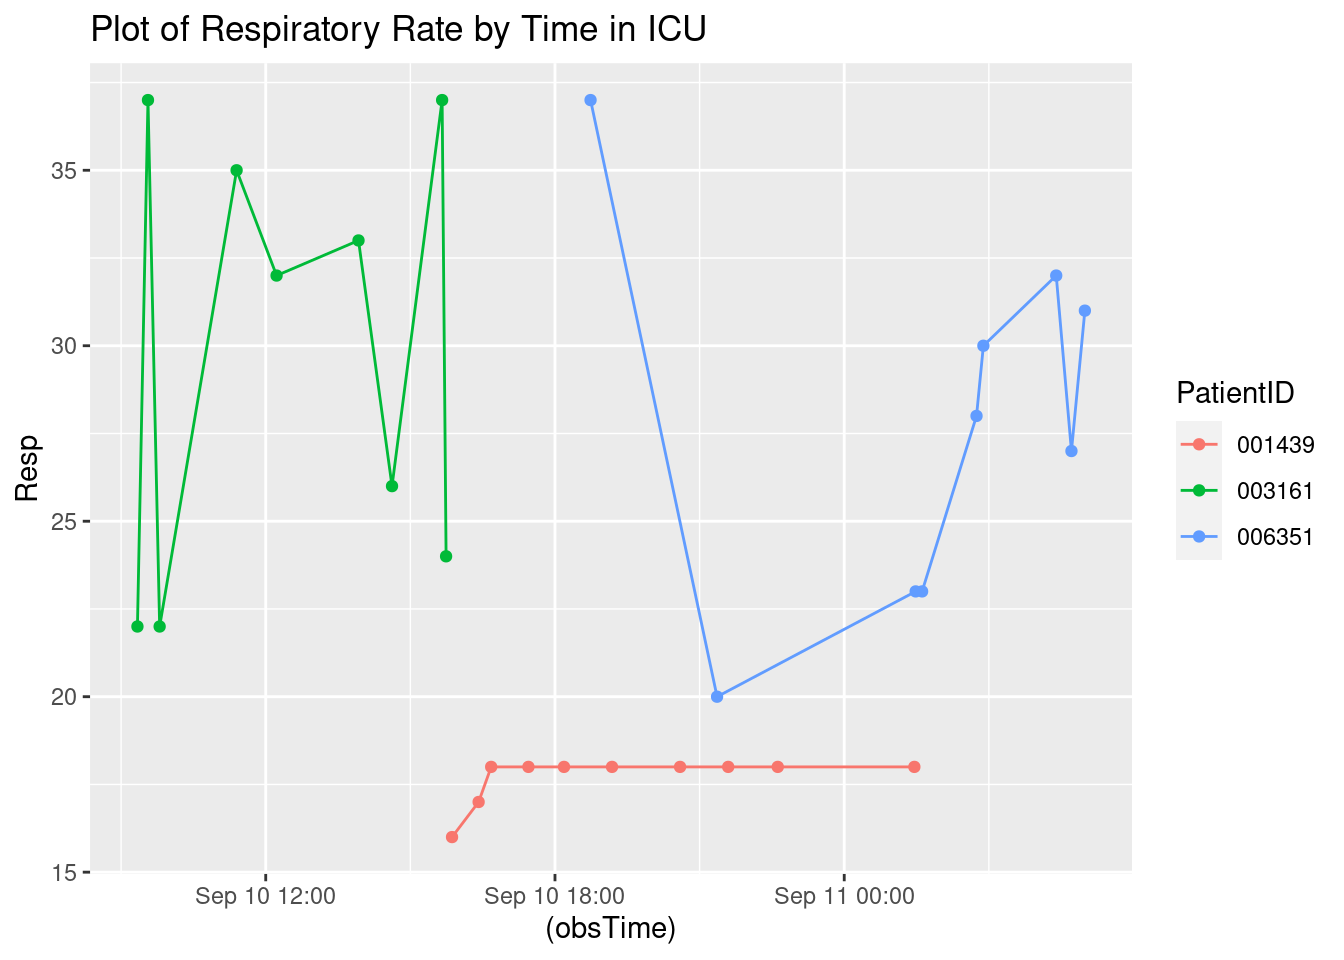 Plot of Respiratory Rate by Time in ICU
Resp
35
30
25
20
15
Sep 10 12:00
Sep 10 18:00
Sep 11 00:00
(obsTime)
PatientID
001439
003161
006351